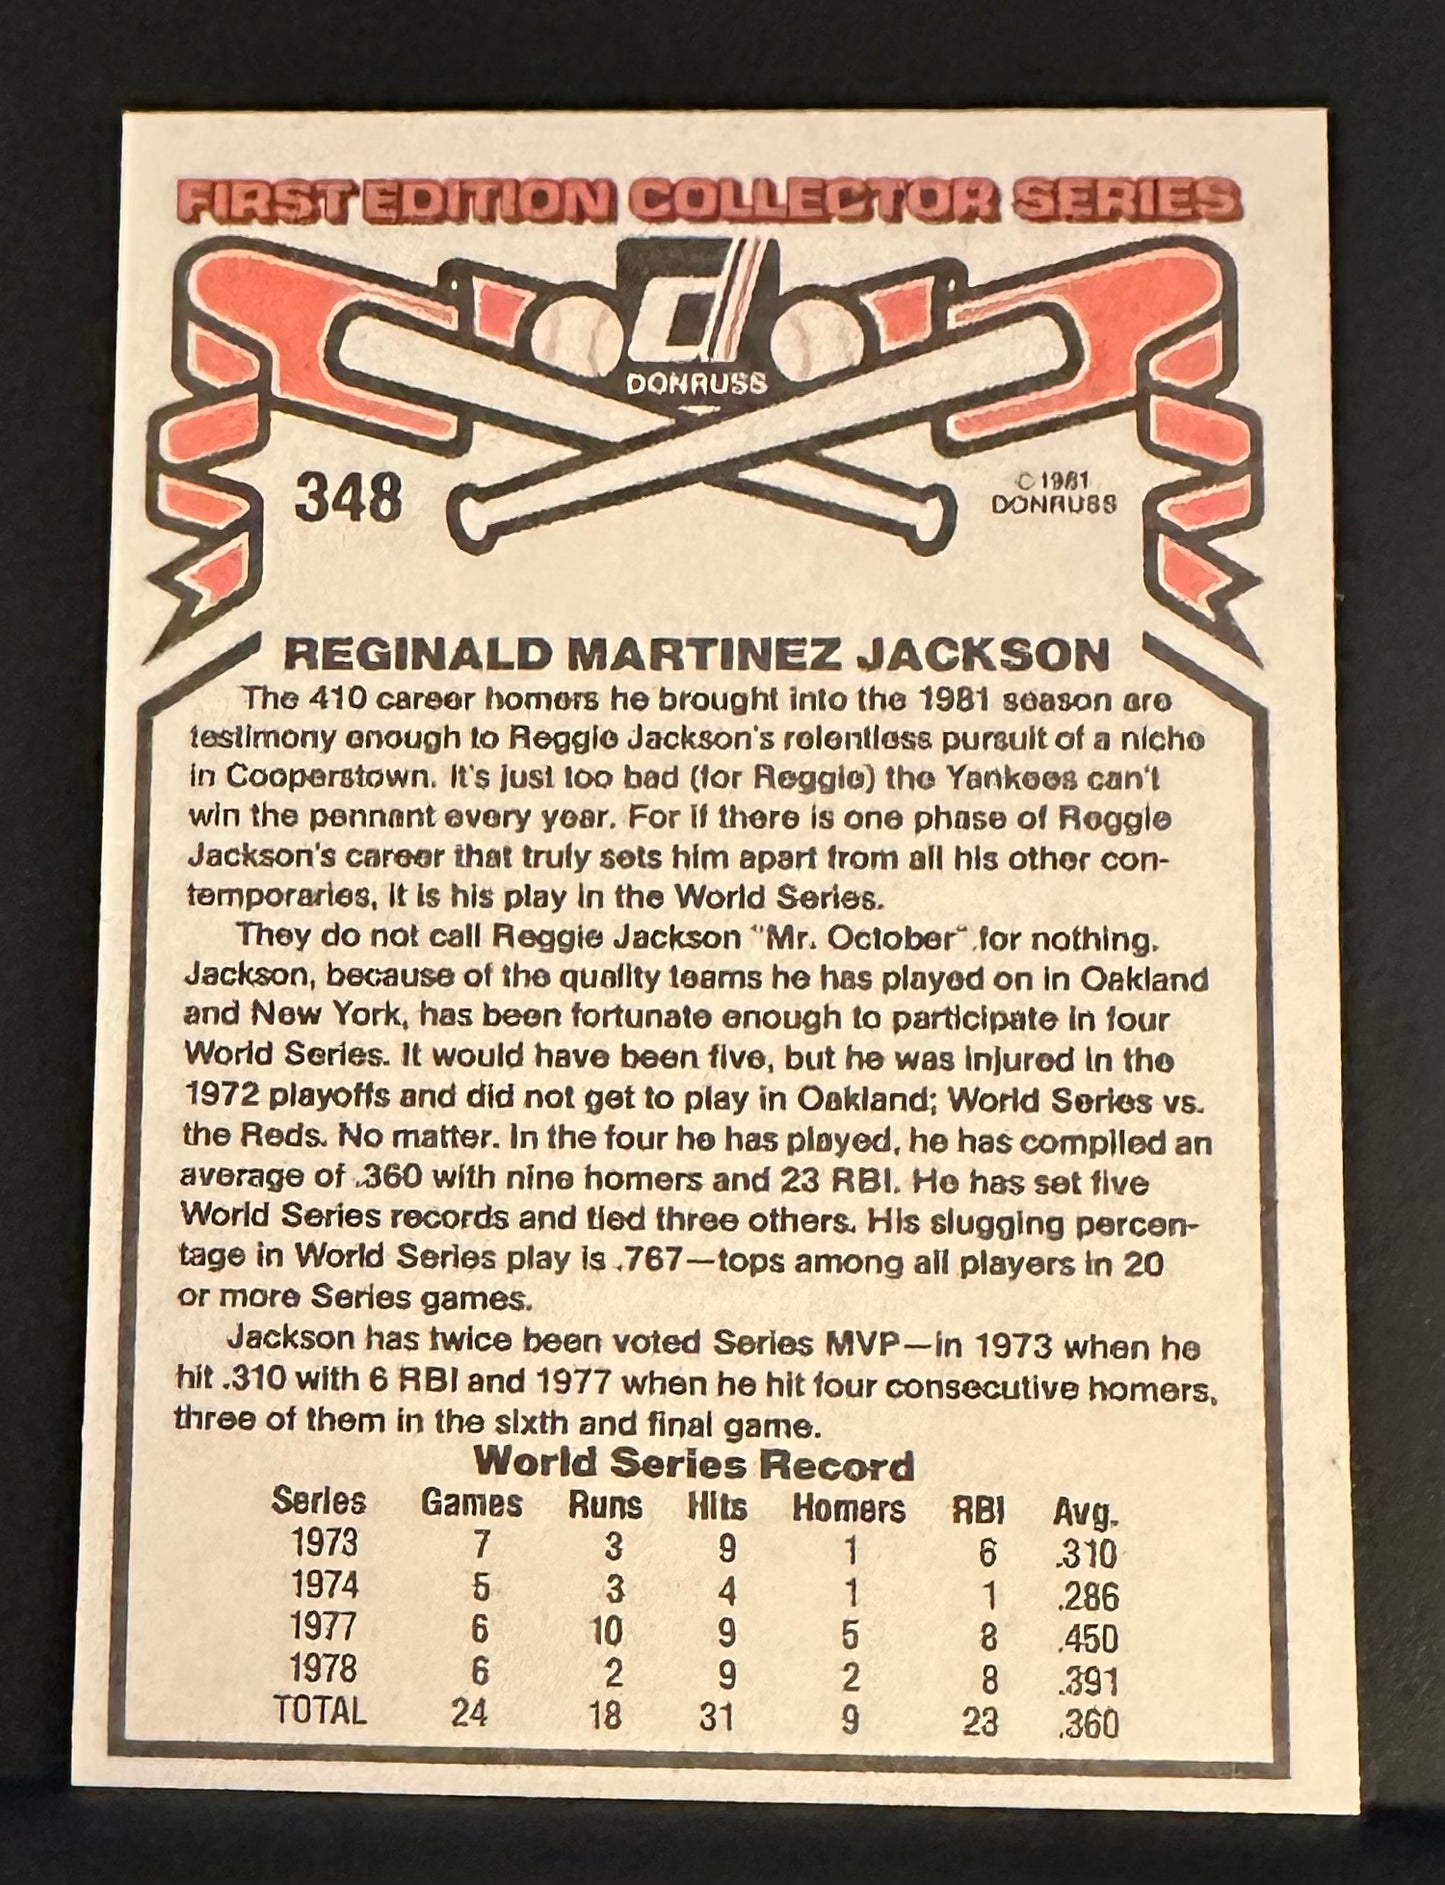 FIRST EDITION COLLECTOR SERIES
DONRUSS
348
© 1981
DONRUSS
REGINALD MARTINEZ JACKSON
The 410 career homers he brought into the 1981 season are
testimony enough to Reggie Jackson's relentless pursuit of a niche
in Cooperstown. It's just too bad (for Reggie) the Yankees can't
win the pennant every year. For if there is one phase of Reggie
Jackson's career that truly sets him apart from all his other con-
temporaries, it is his play in the World Series.
They do not call Reggie Jackson "Mr. October" for nothing.
Jackson, because of the quality teams he has played on in Oakland
and New York, has been fortunate enough to participate in four
World Series. It would have been five, but he was injured in the
1972 playoffs and did not get to play in Oakland; World Series vs.
the Reds. No matter. In the four he has played, he has compiled an
average of .360 with nine homers and 23 RBI. He has set five
World Series records and tied three others. His slugging percen-
tage in World Series play is .767—tops among all players in 20
or more Series games.
Jackson has twice been voted Series MVP—in 1973 when he
hit .310 with 6 RBI and 1977 when he hit four consecutive homers,
three of them in the sixth and final game.
World Series Record
Series Games Runs Hits Homers RBI Avg.
1973 7 3 9 1 6 .310
1974 5 3 4 1 1 .286
1977 6 10 9 5 8 .450
1978 6 2 9 2 8 .391
TOTAL 24 18 31 9 23 .360